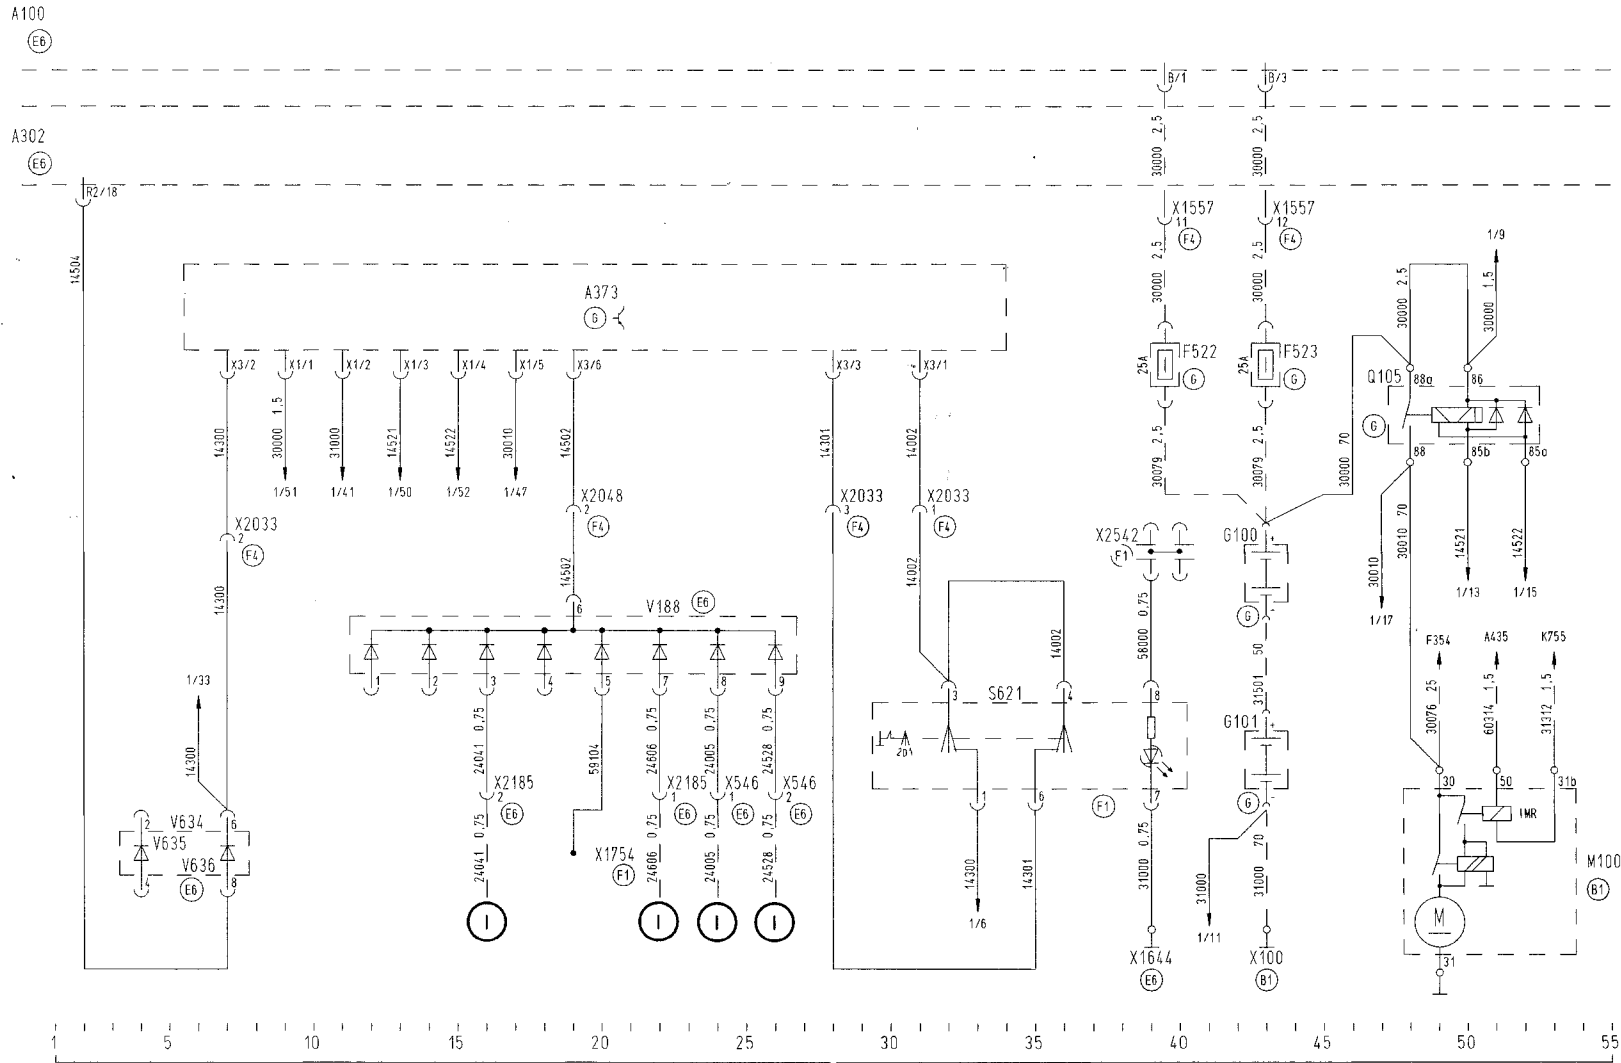 A100
E6
B/1
B/3
A302
E6
30000 2,5
30000 2,5
R2/18
X1557
11
F4
X1557
12
F4
1/9
14504
A373
G
30000 2,5
30000 2,5
30000 2,5
30000 1,5
X3/2
X1/1
X1/2
X1/3
X1/4
X1/5
X3/6
X3/3
X3/1
25A
F522
G
25A
F523
G
Q105
88a
86
G
88
85b
85a
14300
30000 1,5
31000
14521
14522
30010
14502
14301
14002
30079 2,5
30079 2,5
30000 70
1/51
1/41
1/50
1/52
1/47
X2033
2
F4
X2048
2
F4
X2033
3
F4
X2033
1
F4
X2542
F1
G100
+
-
G
30010
30010 70
14521
14522
1/17
1/13
1/15
14300
14502
14002
6
V188
E6
14002
58000 0,75
31501 50
1
2
3
4
5
7
8
9
1/33
14300
S621
3
4
8
G101
+
G
F354
A435
K755
30076 25
60314 1,5
31312 1,5
24041 0,75
59104
24606 0,75
24005 0,75
24528 0,75
X2185
2
E6
X2185
1
E6
X546
1
E6
X546
2
E6
1
6
F1
7
30
50
31b
IMR
2
V634
6
V635
V636
4
E6
8
24041 0,75
X1754
F1
24606 0,75
24005 0,75
24528 0,75
14300
14301
31000 0,75
31000
31000 70
M100
B1
M
I
I
I
I
1/6
1/11
X1644
E6
X100
B1
31
1
5
10
15
20
25
30
35
40
45
50
55